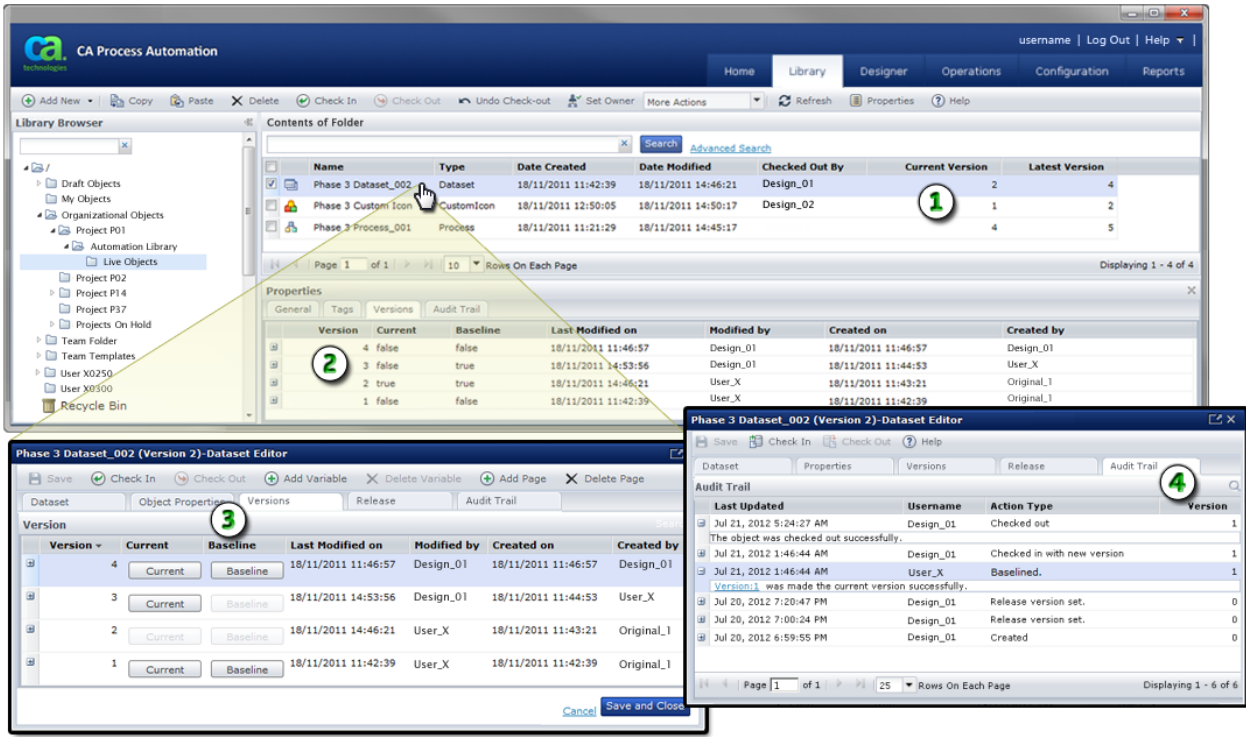 username | Log Out | Help |
ca. technologies CA Process Automation
Home Library Designer Operations Configuration Reports
Add New Copy Paste Delete Check In Check Out Undo Check-out Set Owner More Actions Refresh Properties Help
Library Browser
/
Draft Objects
My Objects
Organizational Objects
Project P01
Automation Library
Live Objects
Project P02
Project P14
Project P37
Projects On Hold
Team Folder
Team Templates
User X0250
User X0300
Recycle Bin
Contents of Folder
Search Advanced Search
Name Type Date Created Date Modified Checked Out By Current Version Latest Version
Phase 3 Dataset_002 Dataset 18/11/2011 11:42:39 18/11/2011 14:46:21 Design_01 2 4
Phase 3 Custom Icon CustomIcon 18/11/2011 12:50:05 18/11/2011 14:50:17 Design_02 1 2
Phase 3 Process_001 Process 18/11/2011 11:21:29 18/11/2011 14:45:17 4 5
1
Page 1 of 1 10 Rows On Each Page Displaying 1 - 4 of 4
Properties
General Tags Versions Audit Trail
Version Current Baseline Last Modified on Modified by Created on Created by
4 false false 18/11/2011 11:46:57 Design_01 18/11/2011 11:46:57 Design_01
3 false true 18/11/2011 14:53:56 Design_01 18/11/2011 11:44:53 User_X
2 true true 18/11/2011 14:46:21 User_X 18/11/2011 11:43:21 Original_1
1 false false 18/11/2011 11:42:39 User_X 18/11/2011 11:42:39 Original_1
2
Phase 3 Dataset_002 (Version 2)-Dataset Editor
Save Check In Check Out Add Variable Delete Variable Add Page Delete Page
Dataset Object Properties Versions Release Audit Trail
3
Version
Version Current Baseline Last Modified on Modified by Created on Created by
4 Current Baseline 18/11/2011 11:46:57 Design_01 18/11/2011 11:46:57 Design_01
3 Current Baseline 18/11/2011 14:53:56 Design_01 18/11/2011 11:44:53 User_X
2 Current Baseline 18/11/2011 14:46:21 User_X 18/11/2011 11:43:21 Original_1
1 Current Baseline 18/11/2011 11:42:39 User_X 18/11/2011 11:42:39 Original_1
Cancel Save and Close
Phase 3 Dataset_002 (Version 2)-Dataset Editor
Save Check In Check Out Help
Dataset Properties Versions Release Audit Trail
Audit Trail
4
Last Updated Username Action Type Version
Jul 21, 2012 5:24:27 AM Design_01 Checked out 1
The object was checked out successfully.
Jul 21, 2012 1:46:44 AM Design_01 Checked in with new version 1
Jul 21, 2012 1:46:44 AM User_X Baselined. 1
Version:1 was made the current version successfully.
Jul 20, 2012 7:20:47 PM Design_01 Release version set. 0
Jul 20, 2012 7:00:24 PM Design_01 Release version set. 0
Jul 20, 2012 6:59:55 PM Design_01 Created 0
Page 1 of 1 25 Rows On Each Page Displaying 1 - 6 of 6